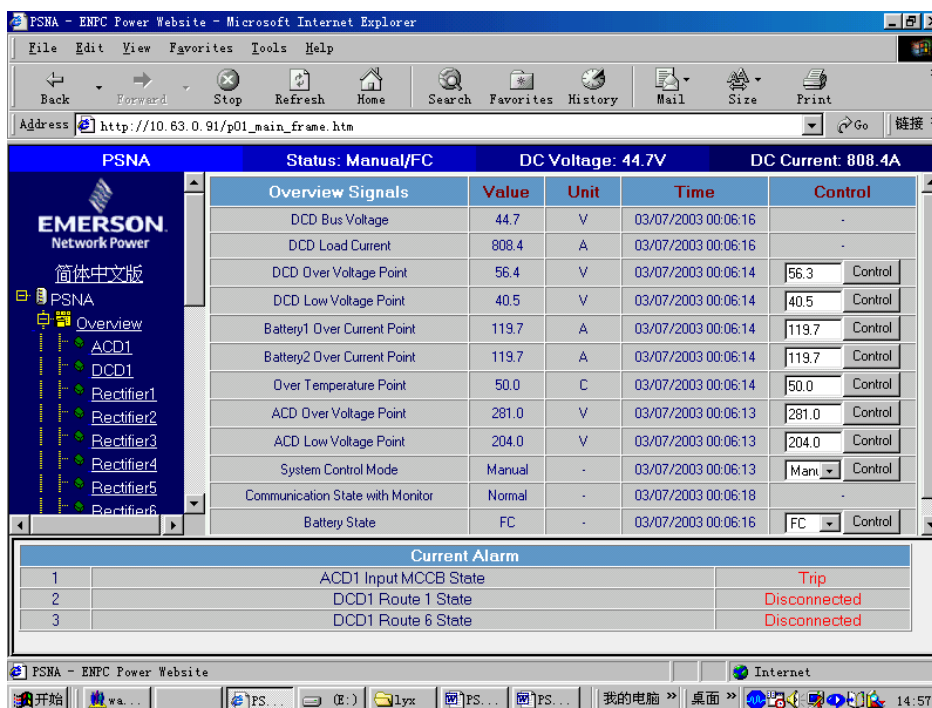 PSNA - ENPC Power Website - Microsoft Internet Explorer
File Edit View Favorites Tools Help
Back Forward Stop Refresh Home Search Favorites History Mail Size Print
Address http://10.63.0.91/p01_main_frame.htm Go 链接
PSNA Status: Manual/FC DC Voltage: 44.7V DC Current: 808.4A
EMERSON
Network Power
简体中文版
PSNA
Overview
ACD1
DCD1
Rectifier1
Rectifier2
Rectifier3
Rectifier4
Rectifier5
Rectifier6
Overview Signals Value Unit Time Control
DCD Bus Voltage 44.7 V 03/07/2003 00:06:16 -
DCD Load Current 808.4 A 03/07/2003 00:06:16 -
DCD Over Voltage Point 56.4 V 03/07/2003 00:06:14 56.3 Control
DCD Low Voltage Point 40.5 V 03/07/2003 00:06:14 40.5 Control
Battery1 Over Current Point 119.7 A 03/07/2003 00:06:14 119.7 Control
Battery2 Over Current Point 119.7 A 03/07/2003 00:06:14 119.7 Control
Over Temperature Point 50.0 C 03/07/2003 00:06:14 50.0 Control
ACD Over Voltage Point 281.0 V 03/07/2003 00:06:13 281.0 Control
ACD Low Voltage Point 204.0 V 03/07/2003 00:06:13 204.0 Control
System Control Mode Manual - 03/07/2003 00:06:13 Manu Control
Communication State with Monitor Normal - 03/07/2003 00:06:18 -
Battery State FC - 03/07/2003 00:06:16 FC Control
Current Alarm
1 ACD1 Input MCCB State Trip
2 DCD1 Route 1 State Disconnected
3 DCD1 Route 6 State Disconnected
PSNA - ENPC Power Website Internet
开始 wa... PS... (E:) lyx PS... PS... 我的电脑 » 桌面 » 14:57